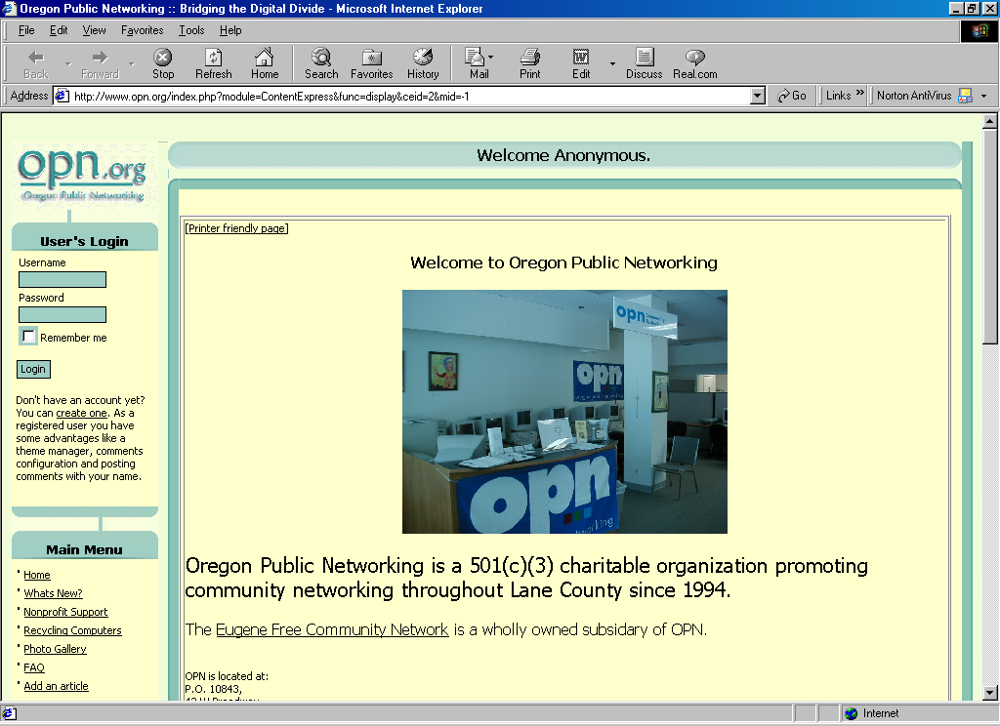 Oregon Public Networking :: Bridging the Digital Divide - Microsoft Internet Explorer
File Edit View Favorites Tools Help
Back Forward Stop Refresh Home Search Favorites History Mail Print Edit Discuss Real.com
Address http://www.opn.org/index.php?module=ContentExpress&func=display&ceid=2&mid=-1 Go Links » Norton AntiVirus
opn.org
Oregon Public Networking
User's Login
Username
Password
Remember me
Login
Don't have an account yet?
You can create one. As a
registered user you have
some advantages like a
theme manager, comments
configuration and posting
comments with your name.
Main Menu
Home
Whats New?
Nonprofit Support
Recycling Computers
Photo Gallery
FAQ
Add an article
Welcome Anonymous.
[Printer friendly page]
Welcome to Oregon Public Networking
opn
opn
opn
Oregon Public Networking is a 501(c)(3) charitable organization promoting
community networking throughout Lane County since 1994.
The Eugene Free Community Network is a wholly owned subsidary of OPN.
OPN is located at:
P.O. 10843,
Internet